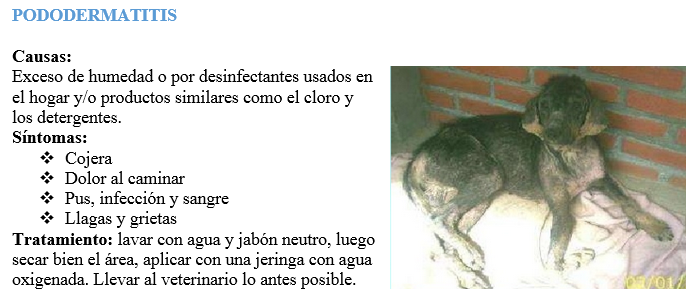 PODODERMATITIS
Causas:
Exceso de humedad o por desinfectantes usados en
el hogar y/o productos similares como el cloro y
los detergentes.
Síntomas:
❖ Cojera
❖ Dolor al caminar
❖ Pus, infección y sangre
❖ Llagas y grietas
Tratamiento: lavar con agua y jabón neutro, luego
secar bien el área, aplicar con una jeringa con agua
oxigenada. Llevar al veterinario lo antes posible.